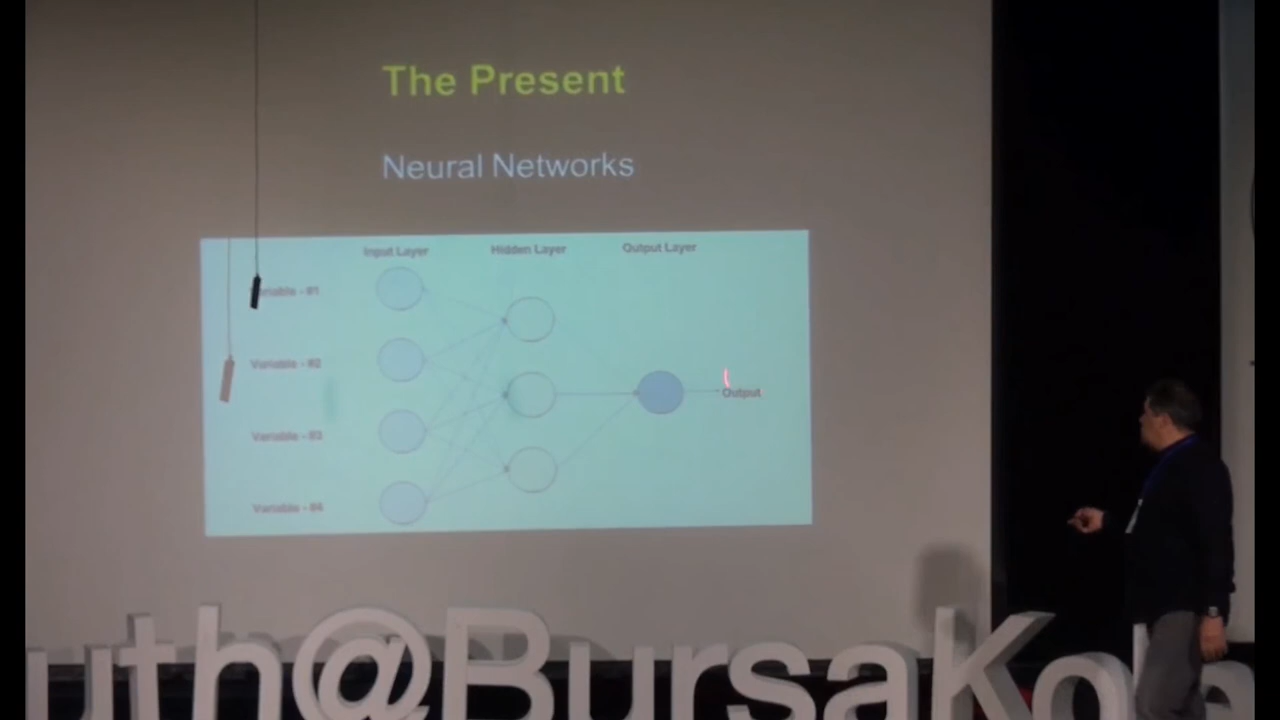 The Present
Neural Networks
Input Layer Hidden Layer Output Layer
Variable - #1
Variable - #2
Output
Variable - #3
Variable - #4
uth@BursaKo